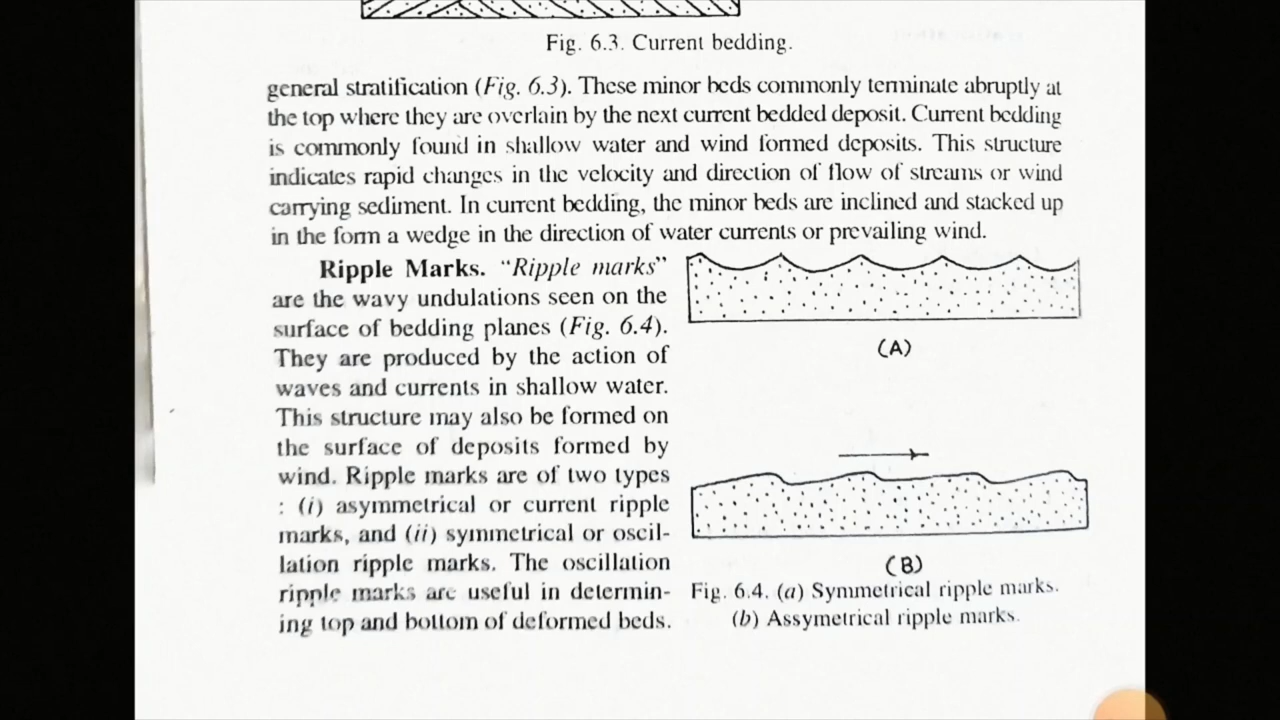 Fig. 6.3. Current bedding.
general stratification (Fig. 6.3). These minor beds commonly terminate abruptly at
the top where they are overlain by the next current bedded deposit. Current bedding
is commonly found in shallow water and wind formed deposits. This structure
indicates rapid changes in the velocity and direction of flow of streams or wind
carrying sediment. In current bedding, the minor beds are inclined and stacked up
in the form a wedge in the direction of water currents or prevailing wind.
Ripple Marks. “Ripple marks”
are the wavy undulations seen on the
surface of bedding planes (Fig. 6.4).
They are produced by the action of
waves and currents in shallow water.
This structure may also be formed on
the surface of deposits formed by
wind. Ripple marks are of two types
: (i) asymmetrical or current ripple
marks, and (ii) symmetrical or oscil-
lation ripple marks. The oscillation
ripple marks are useful in determin-
ing top and bottom of deformed beds.
(A)
(B)
Fig. 6.4. (a) Symmetrical ripple marks.
(b) Assymetrical ripple marks.